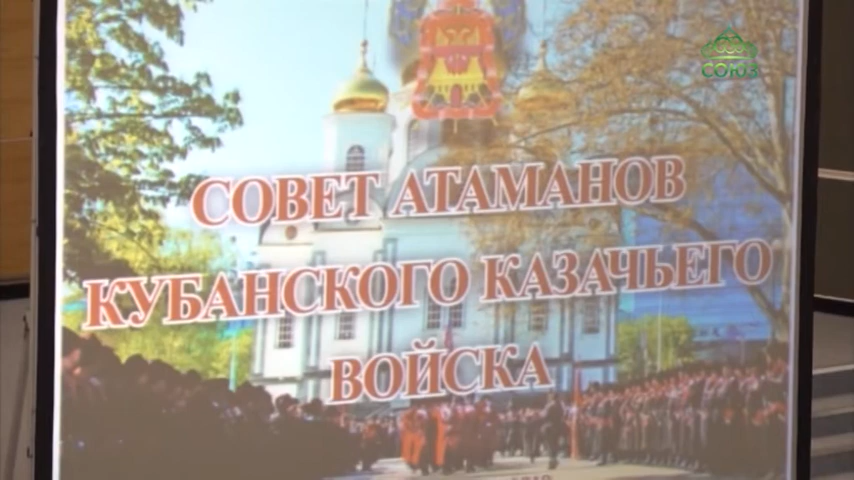 СОЮЗ
СОВЕТ АТАМАНОВ
КУБАНСКОГО КАЗАЧЬЕГО
ВОЙСКА